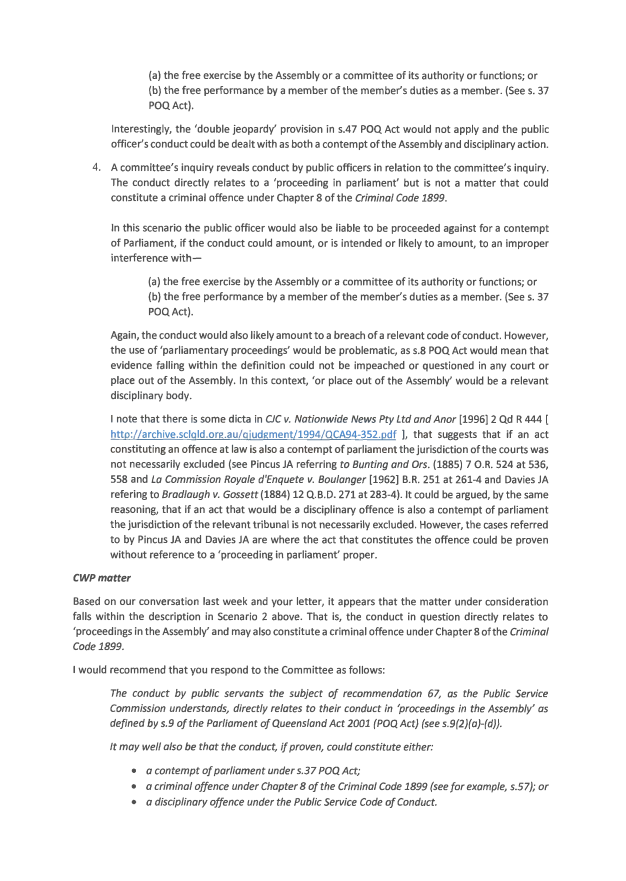 (a) the free exercise by the Assembly or a committee of its authority or functions; or
(b) the free performance by a member of the member's duties as a member. (See s. 37
POQ Act).
Interestingly, the 'double jeopardy' provision in s.47 POQ Act would not apply and the public
officer's conduct could be dealt with as both a contempt of the Assembly and disciplinary action.
4. A committee's inquiry reveals conduct by public officers in relation to the committee's inquiry.
The conduct directly relates to a 'proceeding in parliament' but is not a matter that could
constitute a criminal offence under Chapter 8 of the Criminal Code 1899.
In this scenario the public officer would also be liable to be proceeded against for a contempt
of Parliament, if the conduct could amount, or is intended or likely to amount, to an improper
interference with—
(a) the free exercise by the Assembly or a committee of its authority or functions; or
(b) the free performance by a member of the member's duties as a member. (See s. 37
POQ Act).
Again, the conduct would also likely amount to a breach of a relevant code of conduct. However,
the use of 'parliamentary proceedings' would be problematic, as s.8 POQ Act would mean that
evidence falling within the definition could not be impeached or questioned in any court or
place out of the Assembly. In this context, 'or place out of the Assembly' would be a relevant
disciplinary body.
I note that there is some dicta in CJC v. Nationwide News Pty Ltd and Anor [1996] 2 Qd R 444 [
http://archive.sclqld.org.au/qjudgment/1994/QCA94-352.pdf ], that suggests that if an act
constituting an offence at law is also a contempt of parliament the jurisdiction of the courts was
not necessarily excluded (see Pincus JA referring to Bunting and Ors. (1885) 7 O.R. 524 at 536,
558 and La Commission Royale d'Enquete v. Boulanger [1962] B.R. 251 at 261-4 and Davies JA
refering to Bradlaugh v. Gossett (1884) 12 Q.B.D. 271 at 283-4). It could be argued, by the same
reasoning, that if an act that would be a disciplinary offence is also a contempt of parliament
the jurisdiction of the relevant tribunal is not necessarily excluded. However, the cases referred
to by Pincus JA and Davies JA are where the act that constitutes the offence could be proven
without reference to a 'proceeding in parliament' proper.
CWP matter
Based on our conversation last week and your letter, it appears that the matter under consideration
falls within the description in Scenario 2 above. That is, the conduct in question directly relates to
'proceedings in the Assembly' and may also constitute a criminal offence under Chapter 8 of the Criminal
Code 1899.
I would recommend that you respond to the Committee as follows:
The conduct by public servants the subject of recommendation 67, as the Public Service
Commission understands, directly relates to their conduct in 'proceedings in the Assembly' as
defined by s.9 of the Parliament of Queensland Act 2001 (POQ Act) (see s.9(2)(a)-(d)).
It may well also be that the conduct, if proven, could constitute either:
• a contempt of parliament under s.37 POQ Act;
• a criminal offence under Chapter 8 of the Criminal Code 1899 (see for example, s.57); or
• a disciplinary offence under the Public Service Code of Conduct.